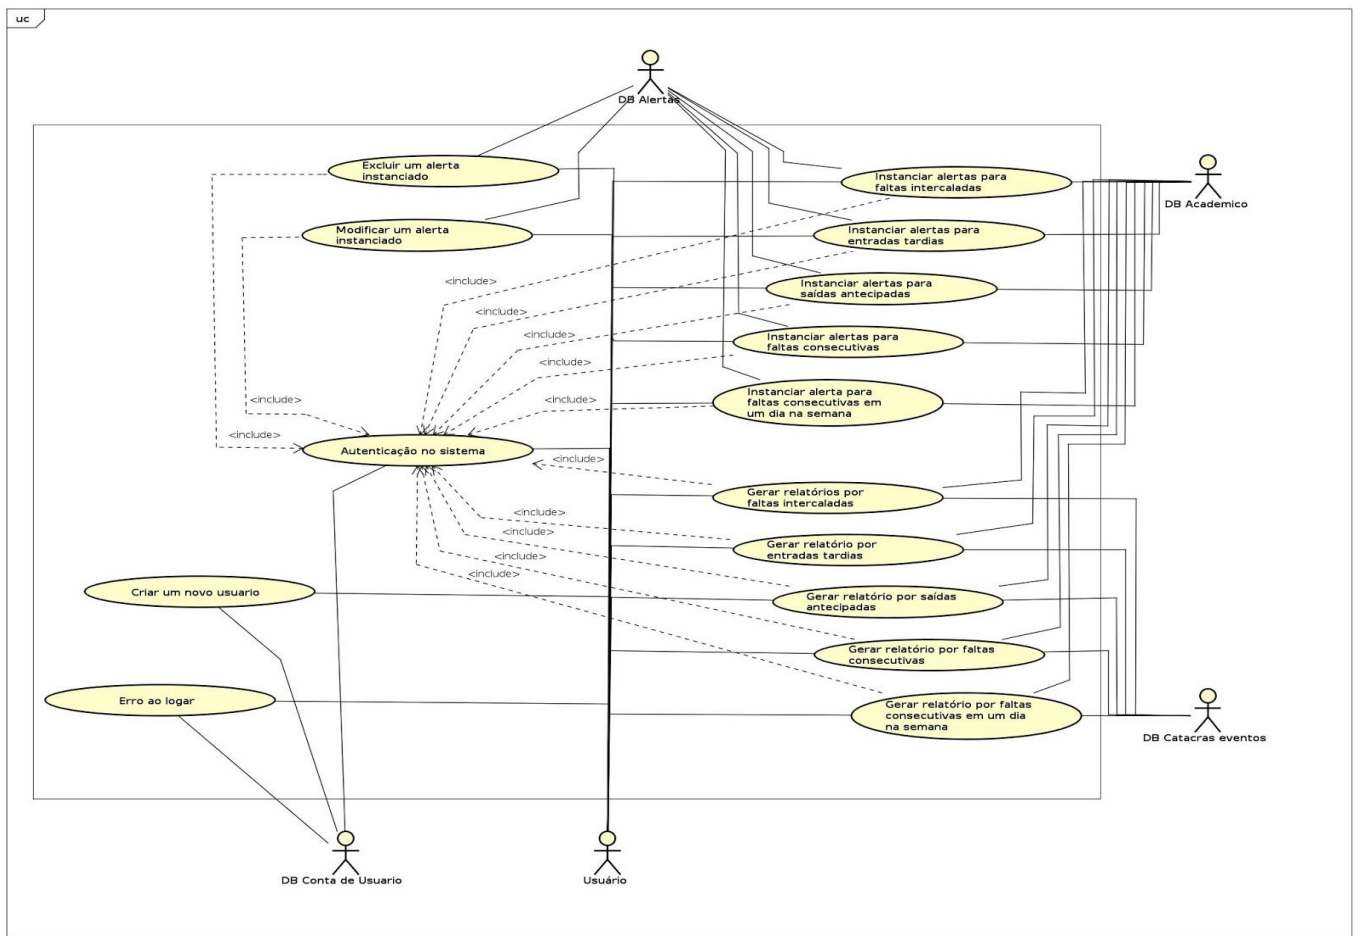 uc
DB Alertas
Excluir um alerta
instanciado
Instanciar alertas para
faltas intercaladas
DB Academico
Modificar um alerta
instanciado
Instanciar alertas para
entradas tardias
<include>
Instanciar alertas para
saídas antecipadas
<include>
<include>
Instanciar alertas para
faltas consecutivas
<include>
Instanciar alerta para
faltas consecutivas em
um dia na semana
<include>
<include>
<include>
Autenticação no sistema
<include>
Gerar relatórios por
faltas intercaladas
<include>
<include>
Gerar relatório por
entradas tardias
<include>
<include>
Criar um novo usuario
Gerar relatório por saídas
antecipadas
Gerar relatório por faltas
consecutivas
Erro ao logar
Gerar relatório por faltas
consecutivas em um dia
na semana
DB Catacras eventos
DB Conta de Usuario
Usuário